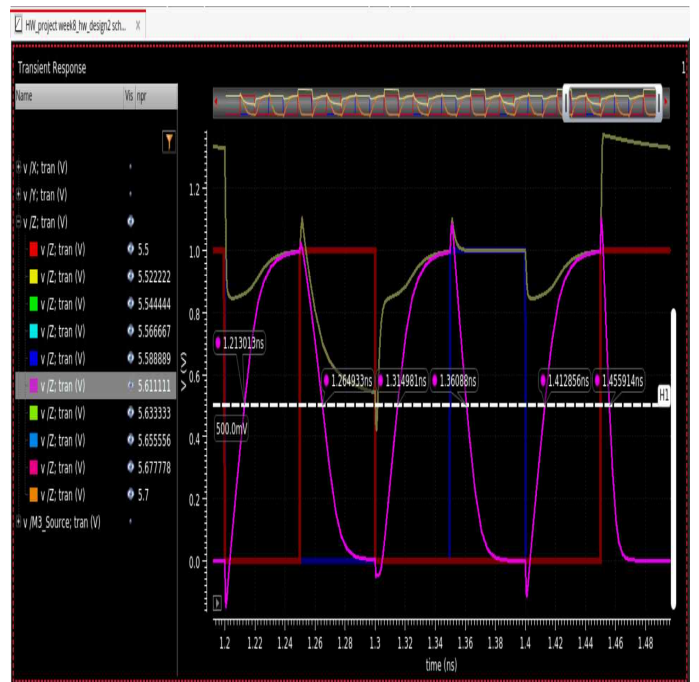 HW_project week8_hw_design2 sch... X
Transient Response
1
Name Vis npr
v /X; tran (V)
v /Y; tran (V)
v /Z; tran (V)
v /Z; tran (V) 5.5
v /Z; tran (V) 5.522222
v /Z; tran (V) 5.544444
v /Z; tran (V) 5.566667
v /Z; tran (V) 5.588889
v /Z; tran (V) 5.611111
v /Z; tran (V) 5.633333
v /Z; tran (V) 5.655556
v /Z; tran (V) 5.677778
v /Z; tran (V) 5.7
v /M3_Source; tran (V)
1.2
1.0
0.8
0.6
0.4
0.2
0.0
V (V)
1.213013ns
1.264933ns
1.314981ns
1.36088ns
1.412856ns
1.455914ns
H1
500.0mV
1.2 1.22 1.24 1.26 1.28 1.3 1.32 1.34 1.36 1.38 1.4 1.42 1.44 1.46 1.48
time (ns)